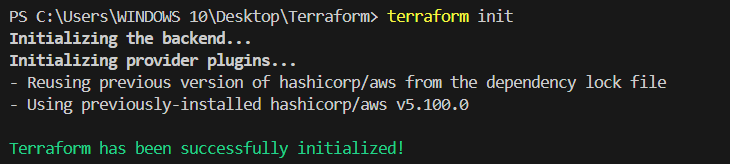 PS C:\Users\WINDOWS 10\Desktop\Terraform> terraform init
Initializing the backend...
Initializing provider plugins...
- Reusing previous version of hashicorp/aws from the dependency lock file
- Using previously-installed hashicorp/aws v5.100.0
Terraform has been successfully initialized!